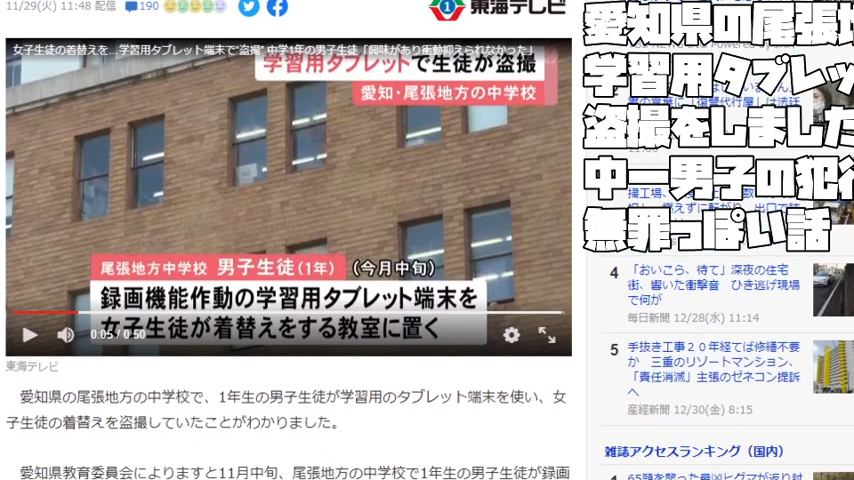 11/29(火) 11:48 配信
190
東海テレビ
女子生徒の着替えを…学習用タブレット端末で"盗撮" 中学1年の男子生徒「興味があり衝動抑えられなかった」
学習用タブレットで生徒が盗撮
愛知・尾張地方の中学校
尾張地方中学校 男子生徒(1年) (今月中旬)
録画機能作動の学習用タブレット端末を
女子生徒が着替えをする教室に置く
0:05 / 0:50
東海テレビ
愛知県の尾張地方の中学校で、1年生の男子生徒が学習用のタブレット端末を使い、女
子生徒の着替えを盗撮していたことがわかりました。
愛知県教育委員会によりますと11月中旬、尾張地方の中学校で1年生の男子生徒が録画
愛知県の尾張地
学習用タブレッ
盗撮をしました
中一男子の犯行
無罪っぽい話
4
「おいこら、待て」深夜の住宅
街、響いた衝撃音 ひき逃げ現場
で何が
毎日新聞 12/28(水) 11:14
5
手抜き工事20年経てば修繕不要
か 三重のリゾートマンション、
「責任消滅」主張のゼネコン提訴
へ
産経新聞 12/30(金) 8:15
雑誌アクセスランキング（国内）
65頭を襲った最凶ヒグマが返り討